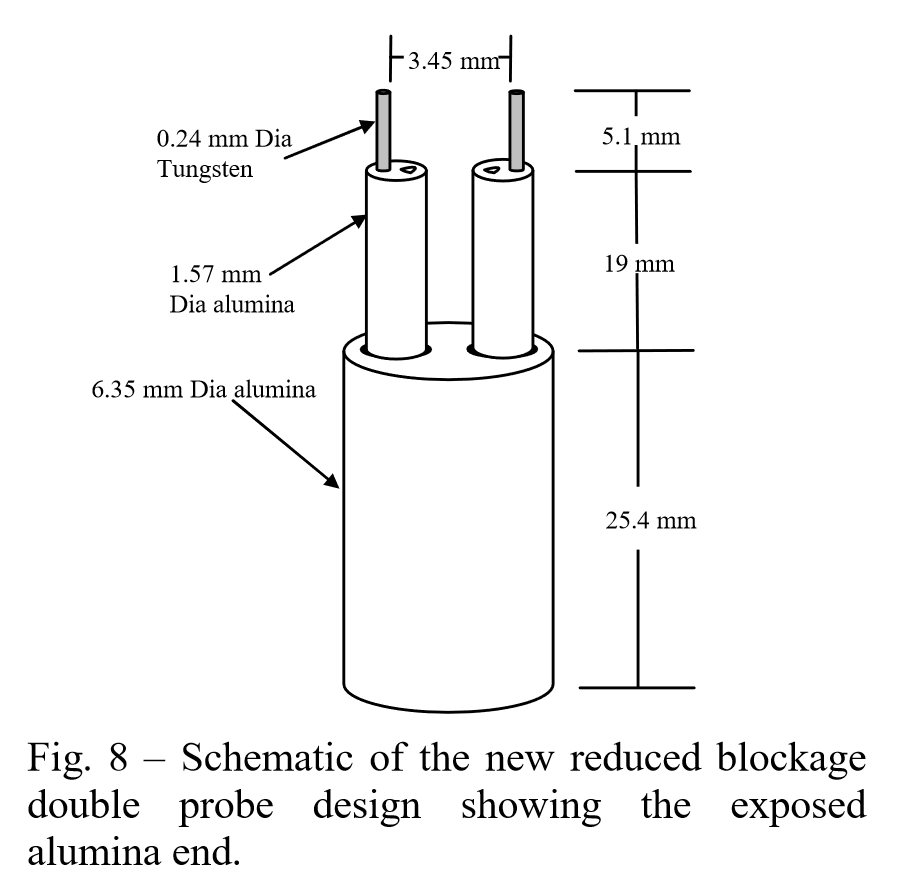 3.45 mm
0.24 mm Dia
Tungsten
5.1 mm
1.57 mm
Dia alumina
19 mm
6.35 mm Dia alumina
25.4 mm
Fig. 8 – Schematic of the new reduced blockage
double probe design showing the exposed
alumina end.